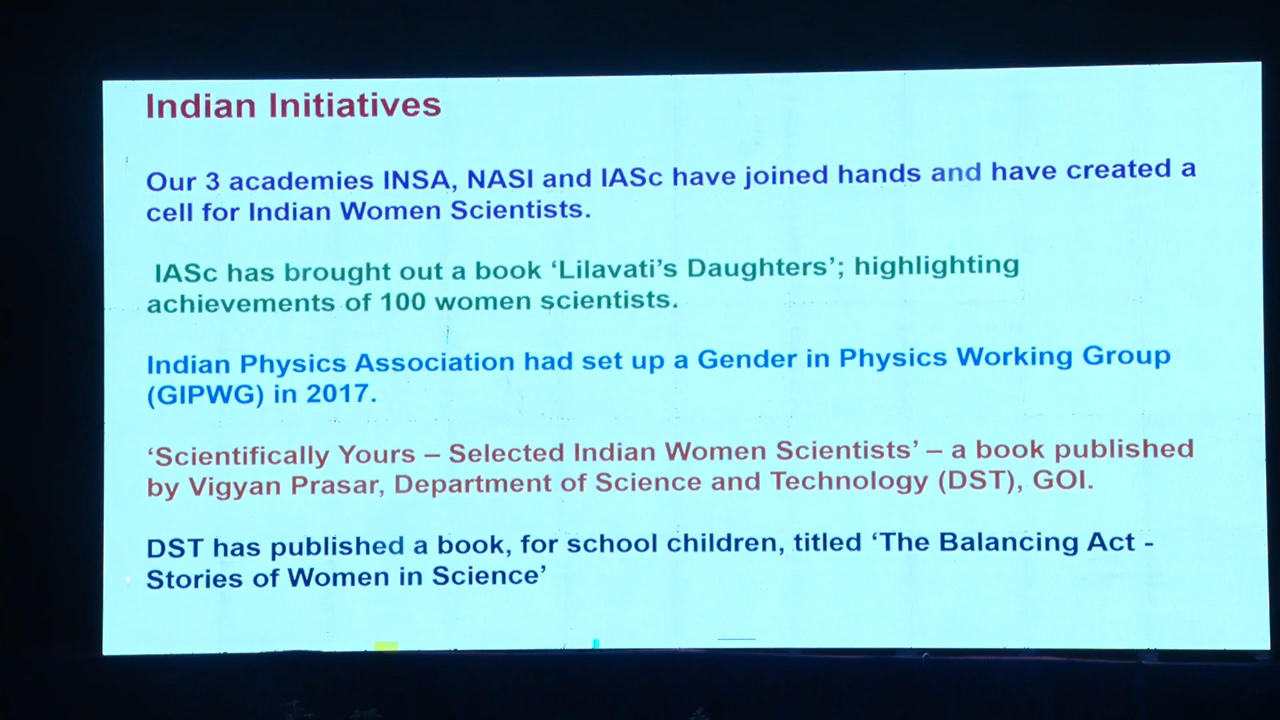 Indian Initiatives
Our 3 academies INSA, NASI and IASc have joined hands and have created a
cell for Indian Women Scientists.
IASc has brought out a book ‘Lilavati’s Daughters’; highlighting
achievements of 100 women scientists.
Indian Physics Association had set up a Gender in Physics Working Group
(GIPWG) in 2017.
‘Scientifically Yours – Selected Indian Women Scientists’ – a book published
by Vigyan Prasar, Department of Science and Technology (DST), GOI.
DST has published a book, for school children, titled ‘The Balancing Act -
Stories of Women in Science’